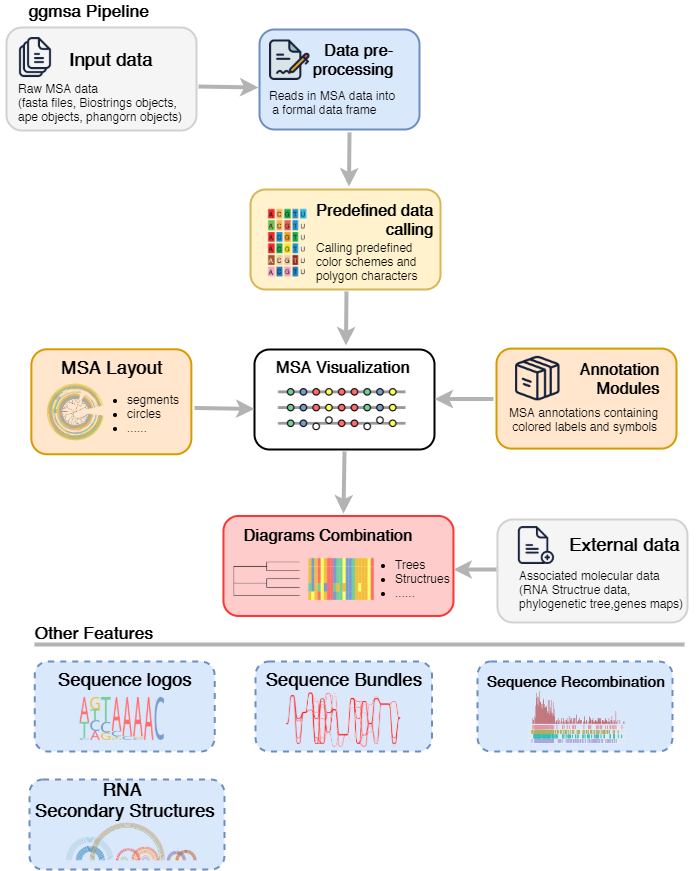 ggmsa Pipeline
Input data
Raw MSA data
(fasta files, Biostrings objects,
ape objects, phangorn objects)
Data pre-
processing
Reads in MSA data into
a formal data frame
A C G T U
A C G T U
A C G T U
A C G T U
A C G T U
A C G T U
Predefined data
calling
Calling predefined
color schemes and
polygon characters
MSA Layout
segments
circles
......
MSA Visualization
Annotation
Modules
MSA annotations containing
colored labels and symbols
Diagrams Combination
Trees
Structrues
......
External data
Associated molecular data
(RNA Structrue data,
phylogenetic tree,genes maps)
Other Features
Sequence logos
Sequence Bundles
Sequence Recombination
RNA
Secondary Structures